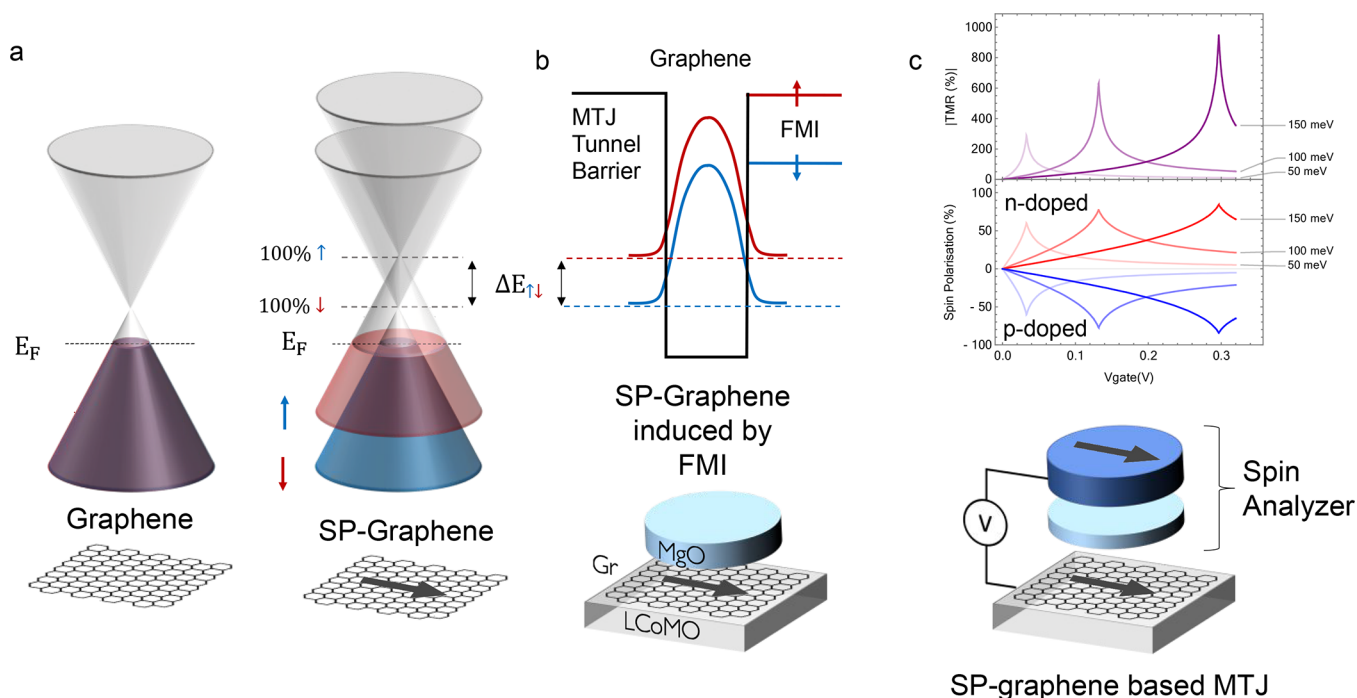 a
E_F
Graphene
100% ↑
100% ↓
E_F
↑
↓
SP-Graphene
b
Graphene
MTJ
Tunnel
Barrier
FMI
ΔE↑↓
SP-Graphene
induced by
FMI
MgO
Gr
LCoMO
c
|TMR (%)|
1000
800
600
400
200
0
150 meV
100 meV
50 meV
Spin Polarisation (%)
100
50
0
- 50
- 100
n-doped
p-doped
150 meV
100 meV
50 meV
0.0
0.1
0.2
0.3
Vgate(V)
V
Spin
Analyzer
SP-graphene based MTJ